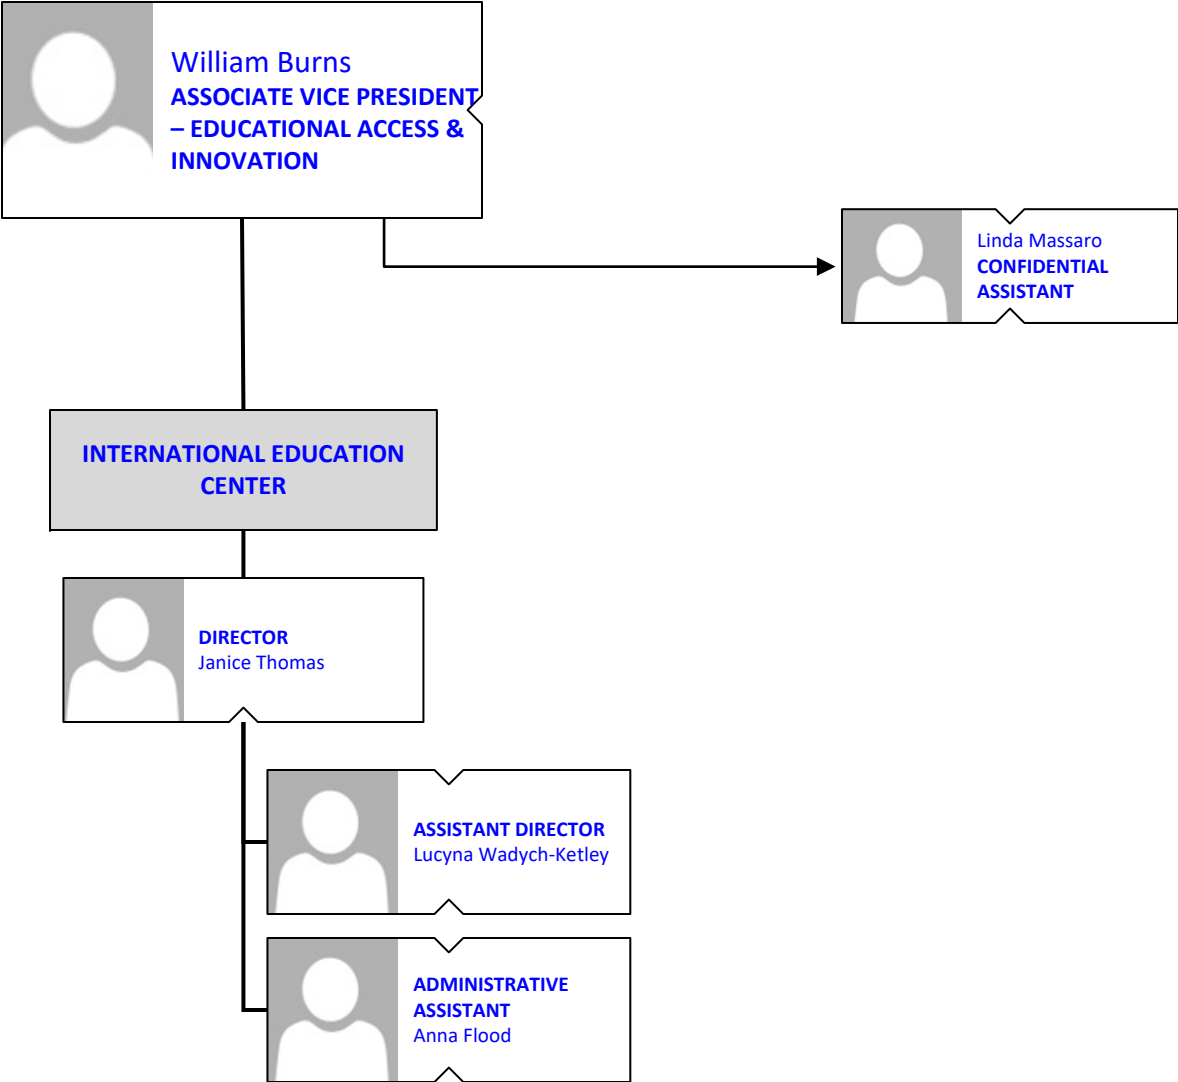 William Burns
ASSOCIATE VICE PRESIDENT
– EDUCATIONAL ACCESS &
INNOVATION
Linda Massaro
CONFIDENTIAL
ASSISTANT
INTERNATIONAL EDUCATION
CENTER
DIRECTOR
Janice Thomas
ASSISTANT DIRECTOR
Lucyna Wadych-Ketley
ADMINISTRATIVE
ASSISTANT
Anna Flood